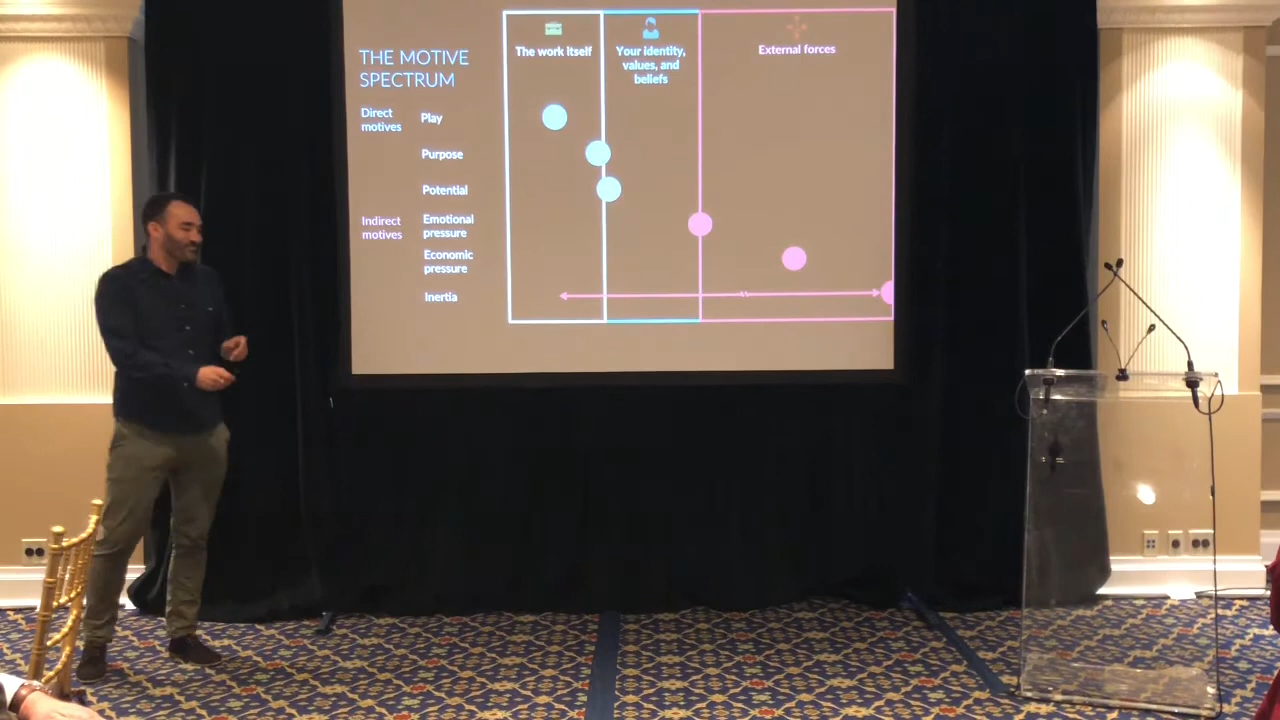 THE MOTIVE
SPECTRUM
The work itself
Your identity,
values, and
beliefs
External forces
Direct
motives
Play
Purpose
Potential
Indirect
motives
Emotional
pressure
Economic
pressure
Inertia